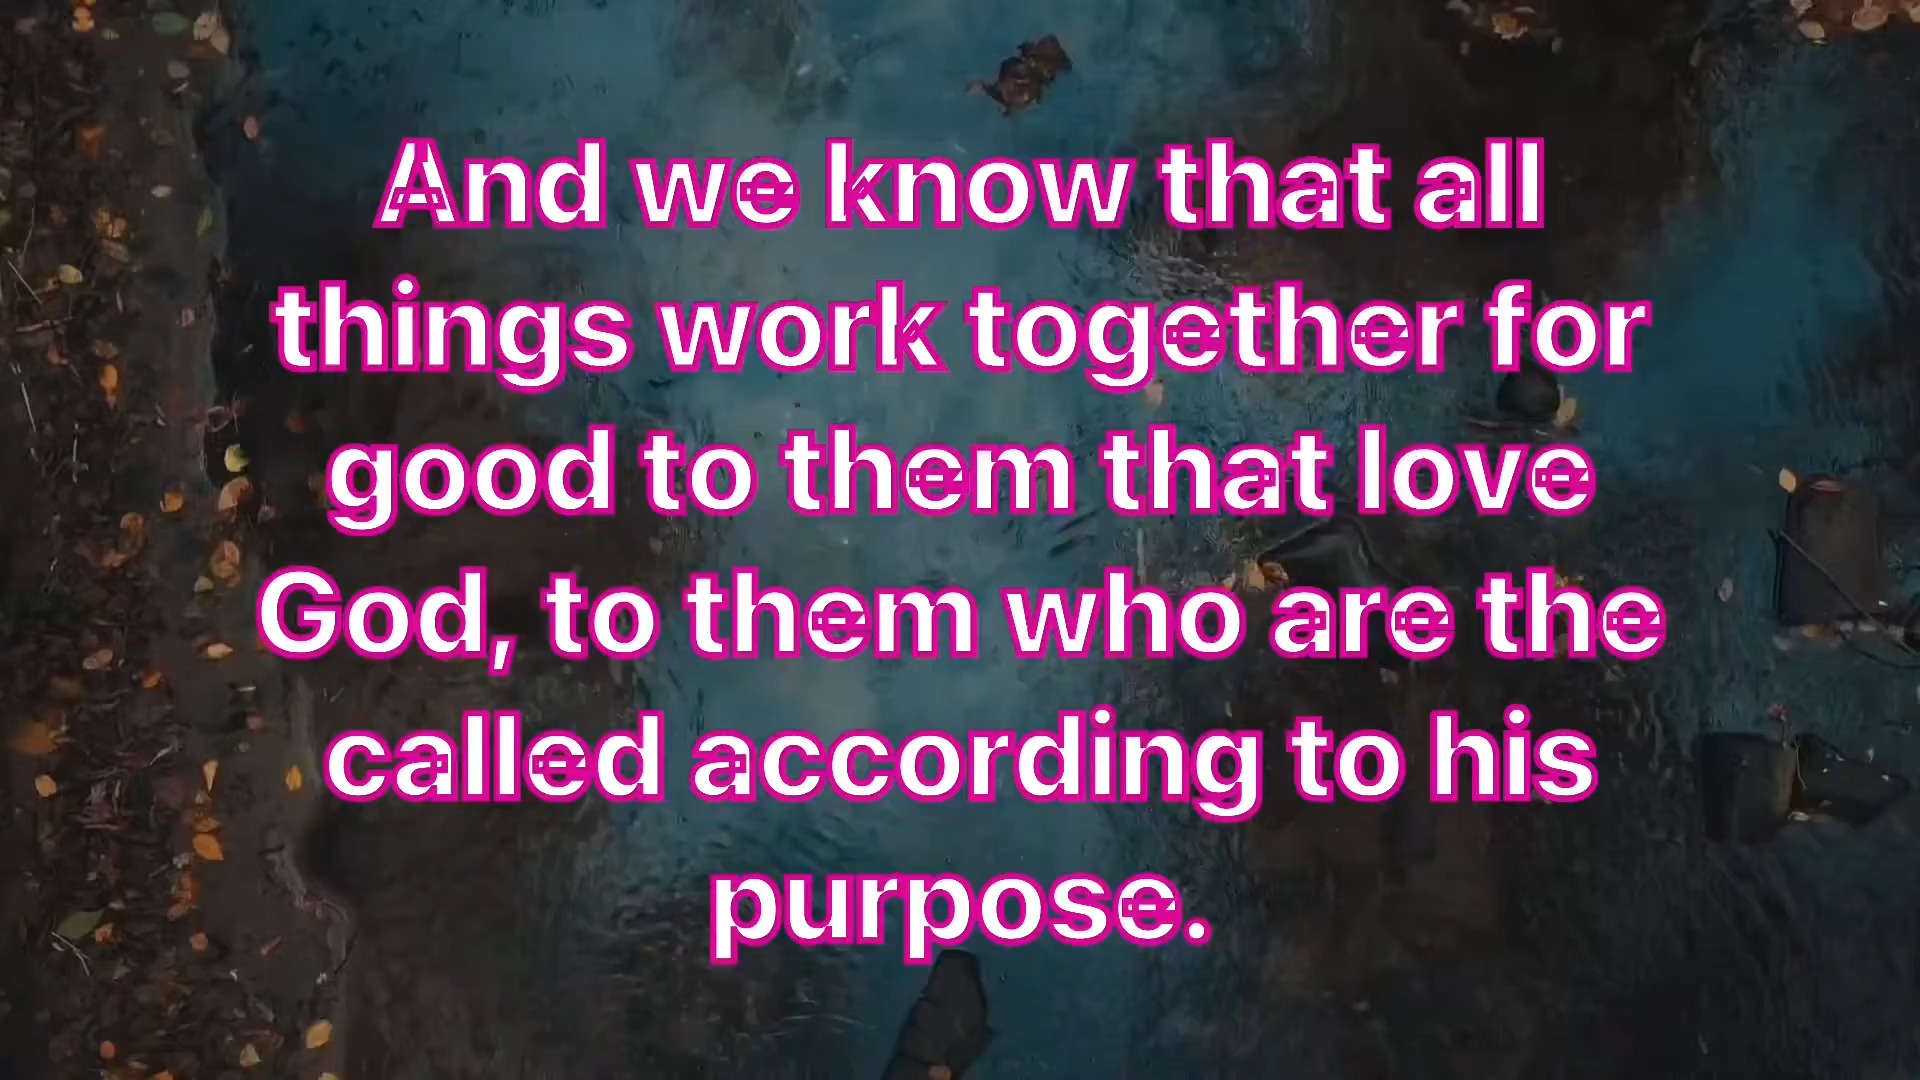 And we know that all
things work together for
good to them that love
God, to them who are the
called according to his
purpose.